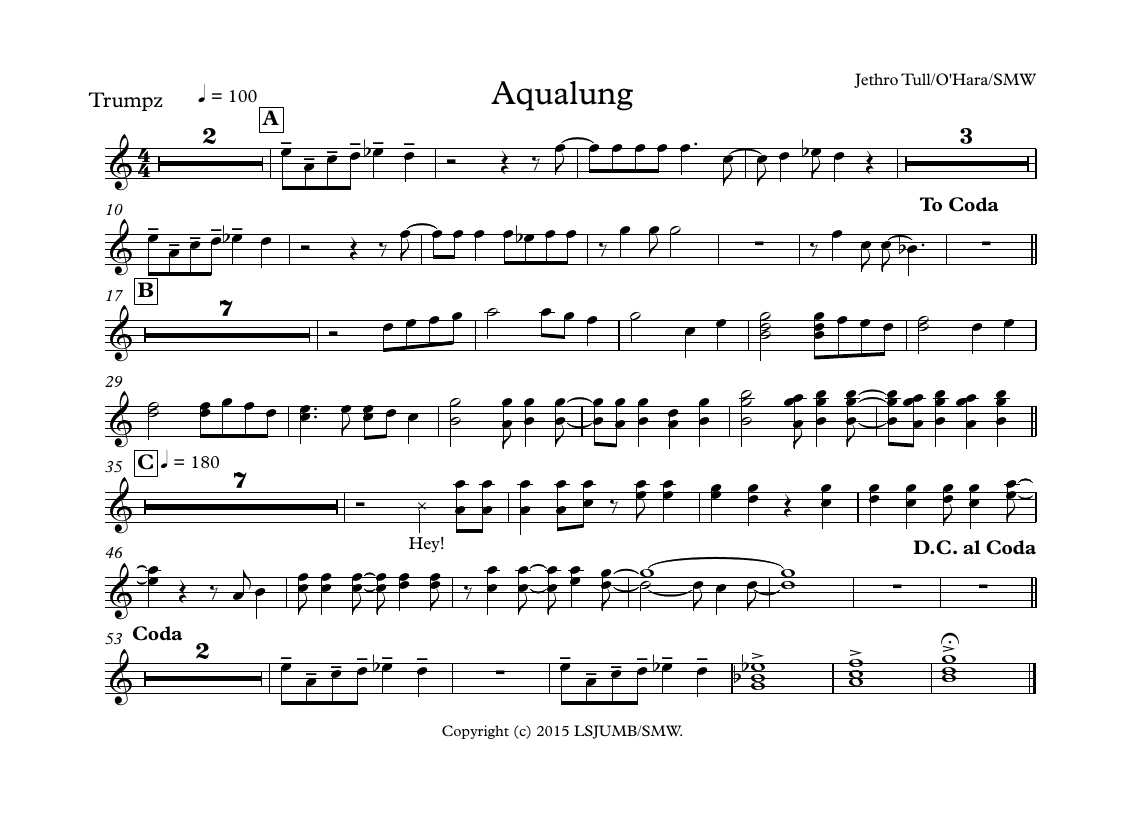 Jethro Tull/O'Hara/SMW
Aqualung
Trumpz
♩ = 100
A
2
3
To Coda
10
17
B
7
29
35
C
♩ = 180
7
Hey!
D.C. al Coda
46
53
Coda
2
Copyright (c) 2015 LSJUMB/SMW.